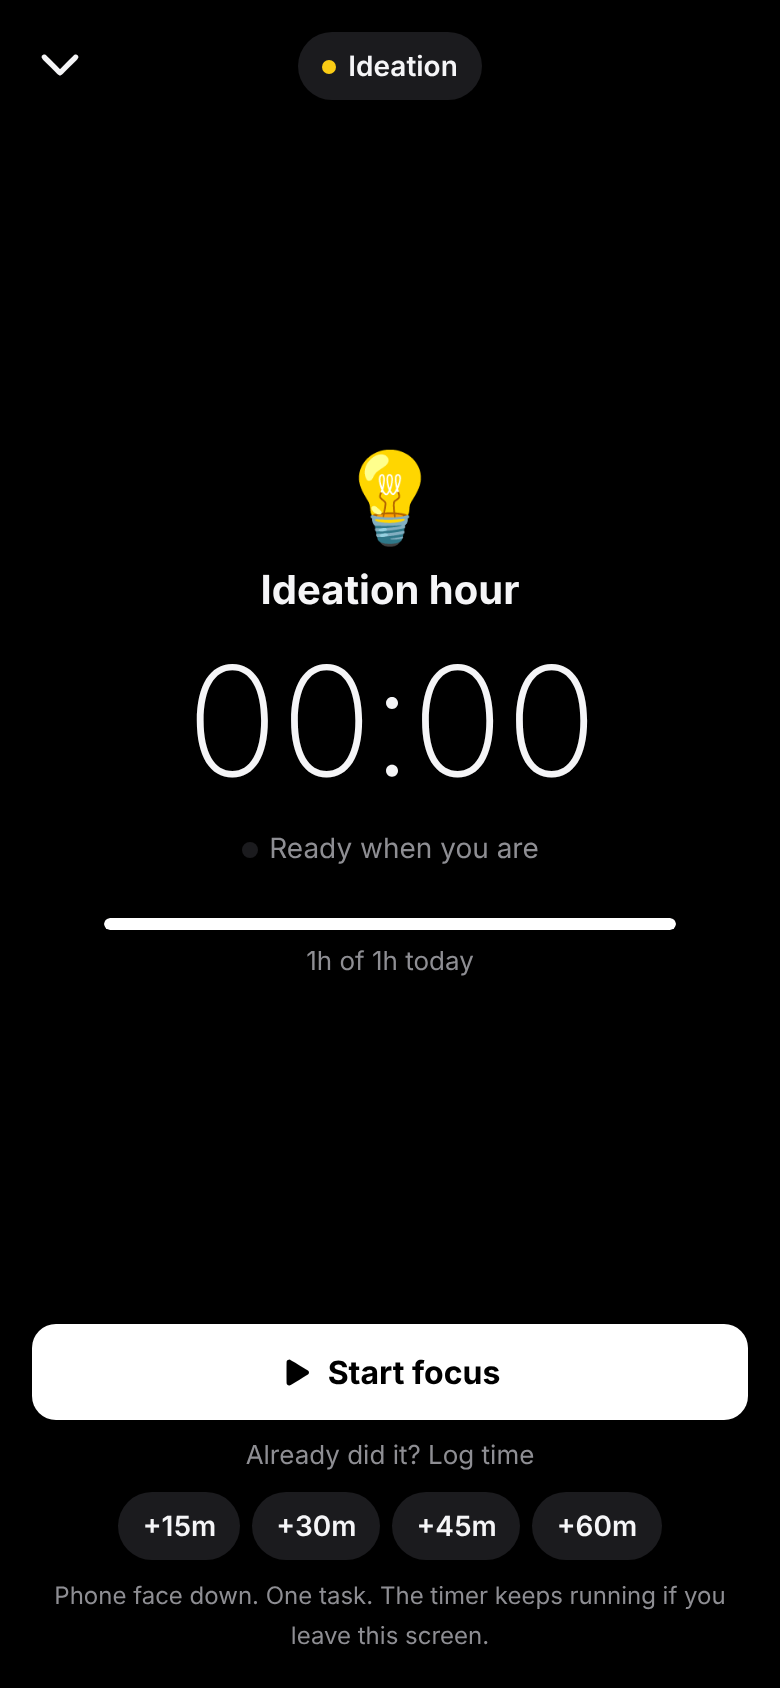 Ideation
Ideation hour
00:00
Ready when you are
1h of 1h today
Start focus
Already did it? Log time
+15m +30m +45m +60m
Phone face down. One task. The timer keeps running if you
leave this screen.